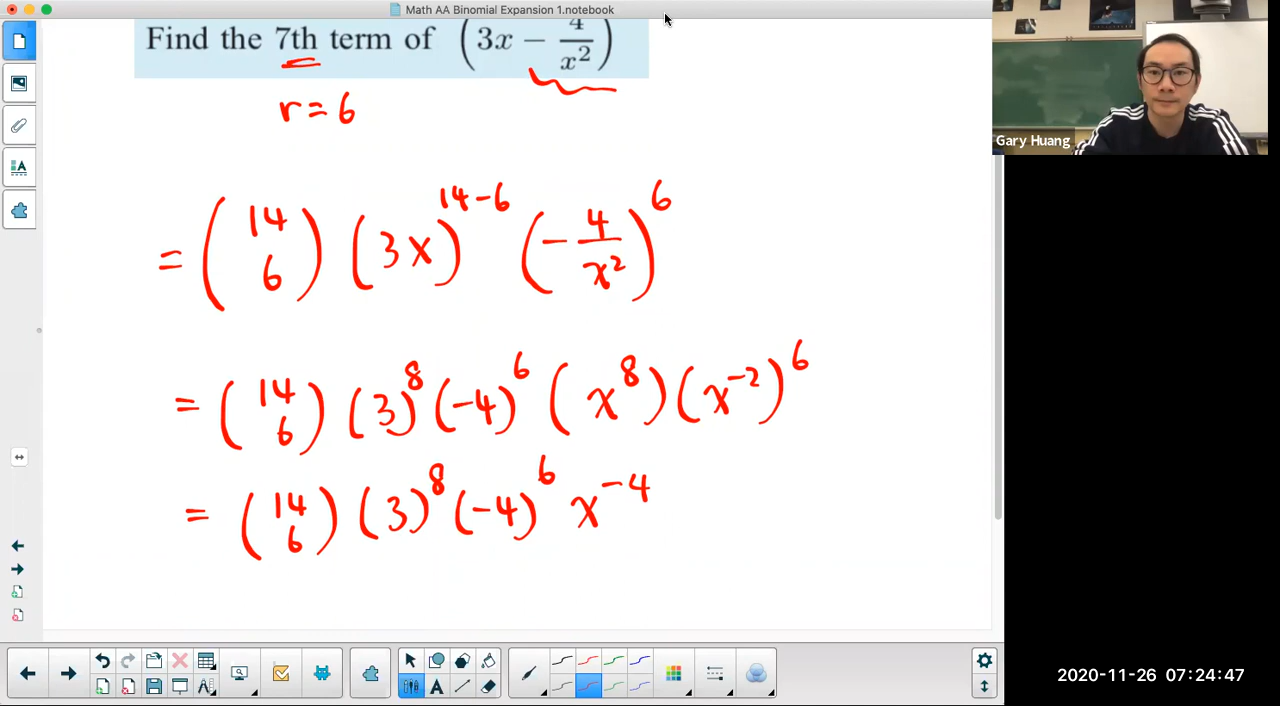 Math AA Binomial Expansion 1.notebook
Find the 7th term of (3x − 4/x²)
r = 6
Gary Huang
= (14 6) (3x)^14-6 (−4/x²)^6
= (14 6) (3)^8 (−4)^6 (x^8) (x^−2)^6
= (14 6) (3)^8 (−4)^6 x^−4
2020-11-26 07:24:47